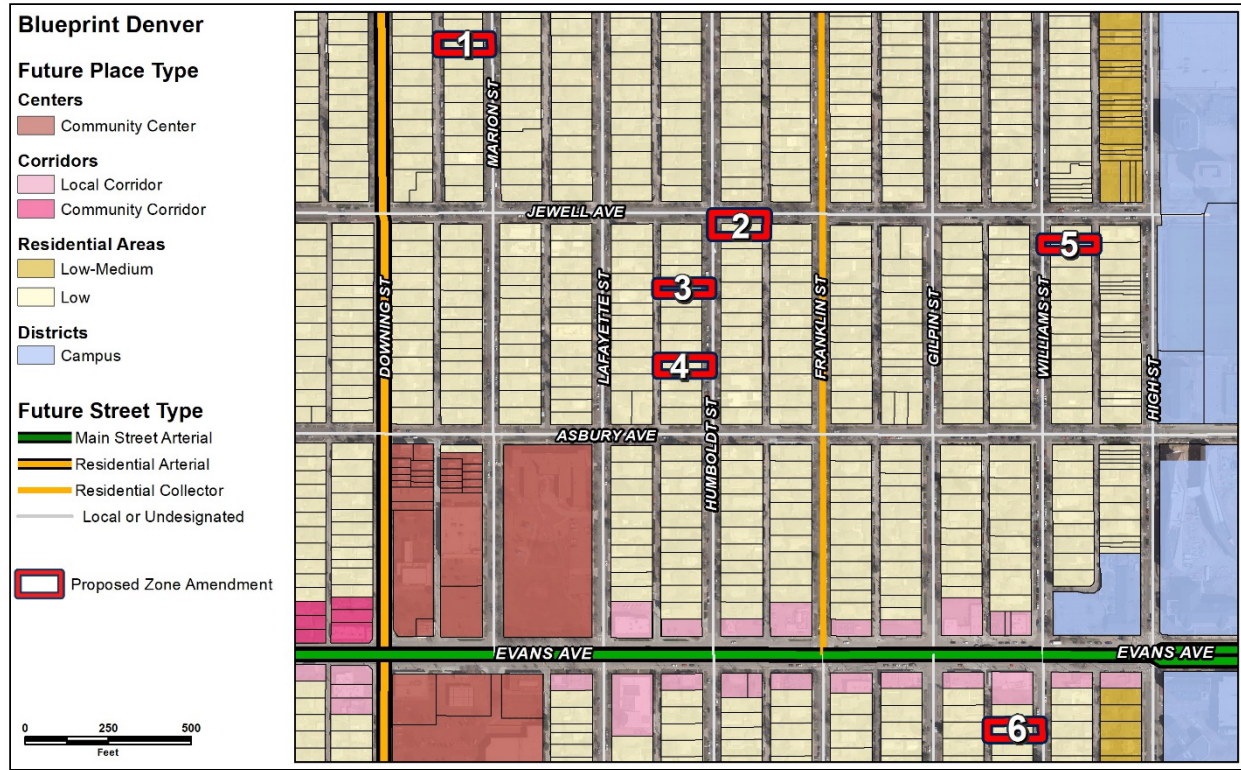 Blueprint Denver
Future Place Type
Centers
Community Center
Corridors
Local Corridor
Community Corridor
Residential Areas
Low-Medium
Low
Districts
Campus
Future Street Type
Main Street Arterial
Residential Arterial
Residential Collector
Local or Undesignated
Proposed Zone Amendment
0 250 500
Feet
1
MARION ST
JEWELL AVE
2
5
3
DOWNING ST
LAFAYETTE ST
FRANKLIN ST
GILPIN ST
WILLIAMS ST
4
HIGH ST
ASBURY AVE
HUMBOLDT ST
EVANS AVE
EVANS AVE
6